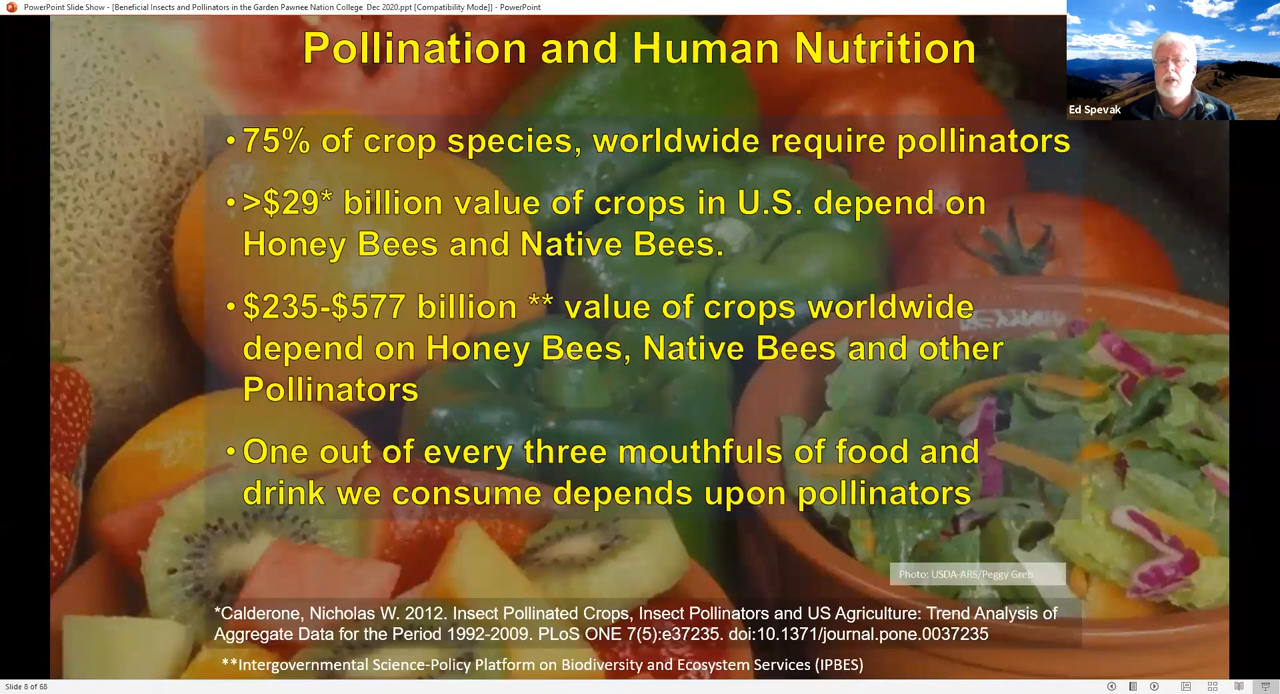 PowerPoint Slide Show - [Beneficial Insects and Pollinators in the Garden Pawnee Nation College Dec 2020.ppt [Compatibility Mode]] - PowerPoint
Pollination and Human Nutrition
Ed Spevak
• 75% of crop species, worldwide require pollinators
• >$29* billion value of crops in U.S. depend on
Honey Bees and Native Bees.
• $235-$577 billion ** value of crops worldwide
depend on Honey Bees, Native Bees and other
Pollinators
• One out of every three mouthfuls of food and
drink we consume depends upon pollinators
Photo: USDA-ARS/Peggy Greb
*Calderone, Nicholas W. 2012. Insect Pollinated Crops, Insect Pollinators and US Agriculture: Trend Analysis of
Aggregate Data for the Period 1992-2009. PLoS ONE 7(5):e37235. doi:10.1371/journal.pone.0037235
**Intergovernmental Science-Policy Platform on Biodiversity and Ecosystem Services (IPBES)
Slide 8 of 68